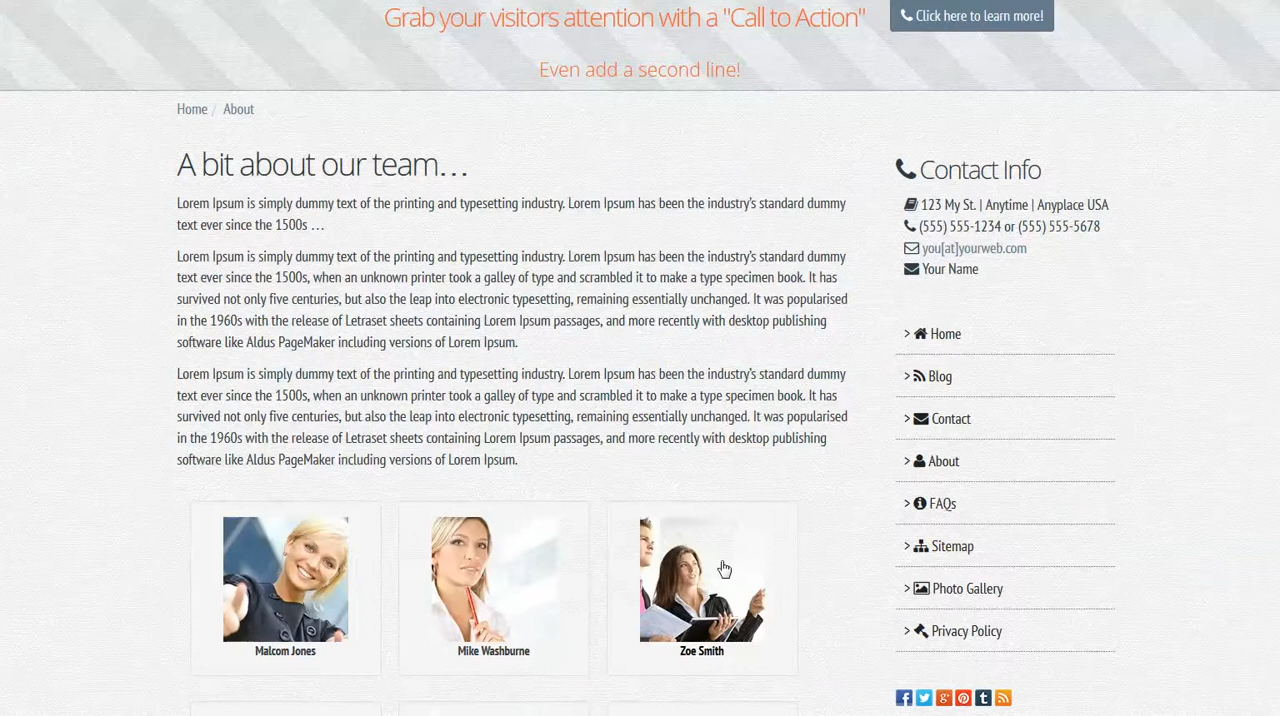 Grab your visitors attention with a "Call to Action"
Click here to learn more!
Even add a second line!
Home / About
A bit about our team…
Lorem Ipsum is simply dummy text of the printing and typesetting industry. Lorem Ipsum has been the industry's standard dummy
text ever since the 1500s …
Lorem Ipsum is simply dummy text of the printing and typesetting industry. Lorem Ipsum has been the industry's standard dummy
text ever since the 1500s, when an unknown printer took a galley of type and scrambled it to make a type specimen book. It has
survived not only five centuries, but also the leap into electronic typesetting, remaining essentially unchanged. It was popularised
in the 1960s with the release of Letraset sheets containing Lorem Ipsum passages, and more recently with desktop publishing
software like Aldus PageMaker including versions of Lorem Ipsum.
Lorem Ipsum is simply dummy text of the printing and typesetting industry. Lorem Ipsum has been the industry's standard dummy
text ever since the 1500s, when an unknown printer took a galley of type and scrambled it to make a type specimen book. It has
survived not only five centuries, but also the leap into electronic typesetting, remaining essentially unchanged. It was popularised
in the 1960s with the release of Letraset sheets containing Lorem Ipsum passages, and more recently with desktop publishing
software like Aldus PageMaker including versions of Lorem Ipsum.
Malcom Jones
Mike Washburne
Zoe Smith
Contact Info
123 My St. | Anytime | Anyplace USA
(555) 555-1234 or (555) 555-5678
you[at]yourweb.com
Your Name
> Home
> Blog
> Contact
> About
> FAQs
> Sitemap
> Photo Gallery
> Privacy Policy